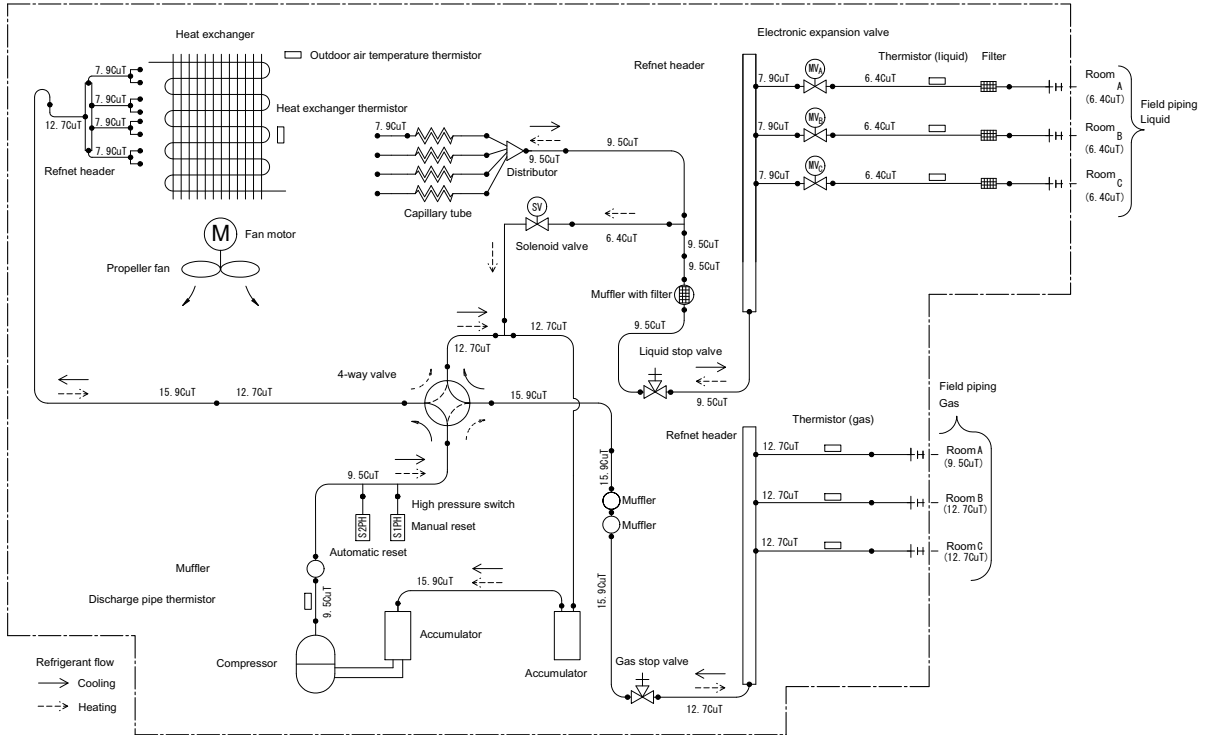 Heat exchanger
Outdoor air temperature thermistor
7.9CuT
7.9CuT
7.9CuT
7.9CuT
12.7CuT
Refnet header
Heat exchanger thermistor
M
Fan motor
Propeller fan
7.9CuT
Capillary tube
Distributor
9.5CuT
9.5CuT
SV
Solenoid valve
6.4CuT
9.5CuT
9.5CuT
Muffler with filter
9.5CuT
Liquid stop valve
9.5CuT
Electronic expansion valve
Refnet header
Thermistor (liquid)
Filter
7.9CuT
MVA
6.4CuT
Room A
(6.4CuT)
7.9CuT
MVB
6.4CuT
Room B
(6.4CuT)
7.9CuT
MVC
6.4CuT
Room C
(6.4CuT)
Field piping
Liquid
12.7CuT
12.7CuT
4-way valve
15.9CuT
12.7CuT
15.9CuT
9.5CuT
High pressure switch
S2PH
S1PH
Manual reset
Automatic reset
Muffler
Discharge pipe thermistor
9.5CuT
Compressor
15.9CuT
Accumulator
Accumulator
15.9CuT
Muffler
Muffler
15.9CuT
Gas stop valve
12.7CuT
Refnet header
Thermistor (gas)
Field piping
Gas
12.7CuT
Room A
(9.5CuT)
12.7CuT
Room B
(12.7CuT)
12.7CuT
Room C
(12.7CuT)
Refrigerant flow
Cooling
Heating